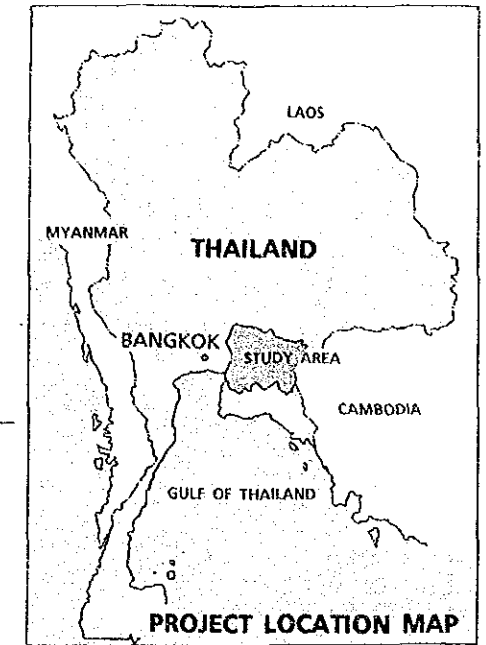 LAOS
MYANMAR
THAILAND
BANGKOK
STUDY AREA
CAMBODIA
GULF OF THAILAND
PROJECT LOCATION MAP